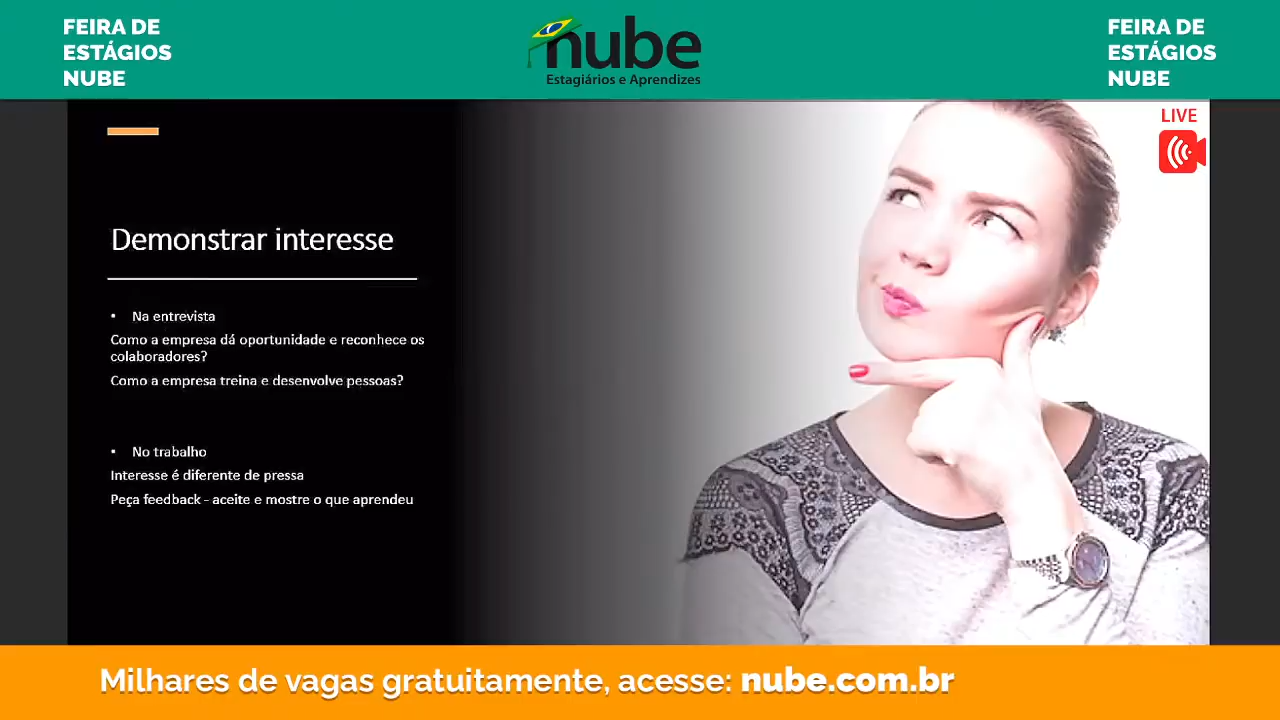 FEIRA DE
ESTÁGIOS
NUBE
nube
Estagiários e Aprendizes
FEIRA DE
ESTÁGIOS
NUBE
LIVE
Demonstrar interesse
• Na entrevista
Como a empresa dá oportunidade e reconhece os
colaboradores?
Como a empresa treina e desenvolve pessoas?
• No trabalho
Interesse é diferente de pressa
Peça feedback - aceite e mostre o que aprendeu
Milhares de vagas gratuitamente, acesse: nube.com.br